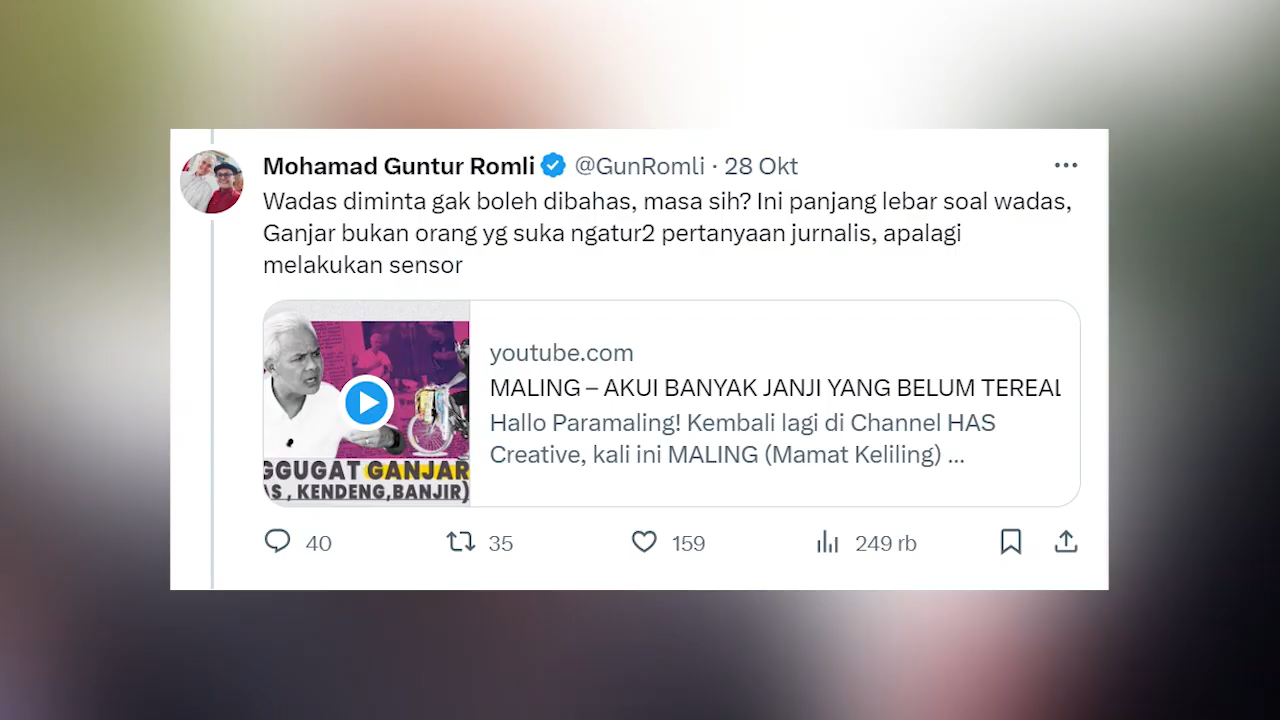 Mohamad Guntur Romli @GunRomli · 28 Okt
Wadas diminta gak boleh dibahas, masa sih? Ini panjang lebar soal wadas,
Ganjar bukan orang yg suka ngatur2 pertanyaan jurnalis, apalagi
melakukan sensor
GGUGAT GANJAR
AS , KENDENG,BANJIR)
youtube.com
MALING – AKUI BANYAK JANJI YANG BELUM TEREAL
Hallo Paramaling! Kembali lagi di Channel HAS
Creative, kali ini MALING (Mamat Keliling) ...
40 35 159 249 rb